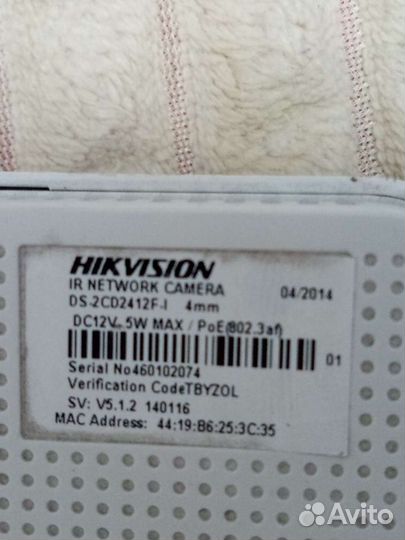 HIKVISION
IR NETWORK CAMERA 04/2014
DS-2CD2412F-I 4mm
DC12V⎓5W MAX / PoE(802.3af)
01
Serial No460102074
Verification CodeTBYZOL
SV: V5.1.2 140116
MAC Address: 44:19:B6:25:3C:35
Avito